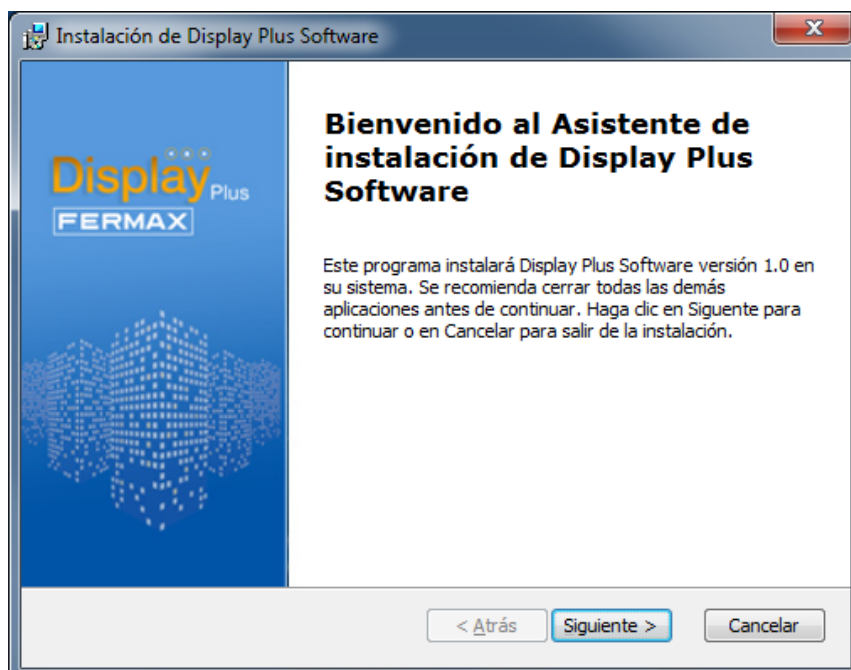 Instalación de Display Plus Software
Display Plus
FERMAX
Bienvenido al Asistente de
instalación de Display Plus
Software
Este programa instalará Display Plus Software versión 1.0 en
su sistema. Se recomienda cerrar todas las demás
aplicaciones antes de continuar. Haga clic en Siguente para
continuar o en Cancelar para salir de la instalación.
< Atrás Siguiente > Cancelar